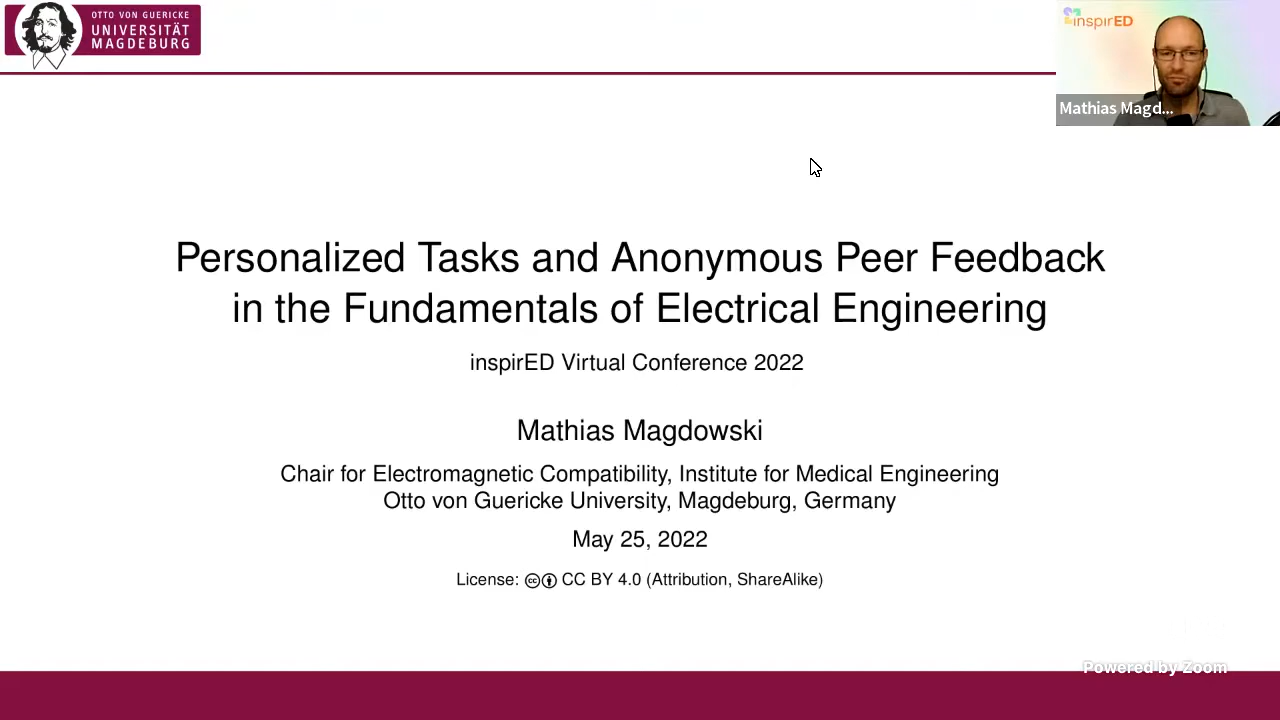 OTTO VON GUERICKE
UNIVERSITÄT
MAGDEBURG
inspirED
Mathias Magd...
Personalized Tasks and Anonymous Peer Feedback
in the Fundamentals of Electrical Engineering
inspirED Virtual Conference 2022
Mathias Magdowski
Chair for Electromagnetic Compatibility, Institute for Medical Engineering
Otto von Guericke University, Magdeburg, Germany
May 25, 2022
License: cc CC BY 4.0 (Attribution, ShareAlike)
Powered by Zoom